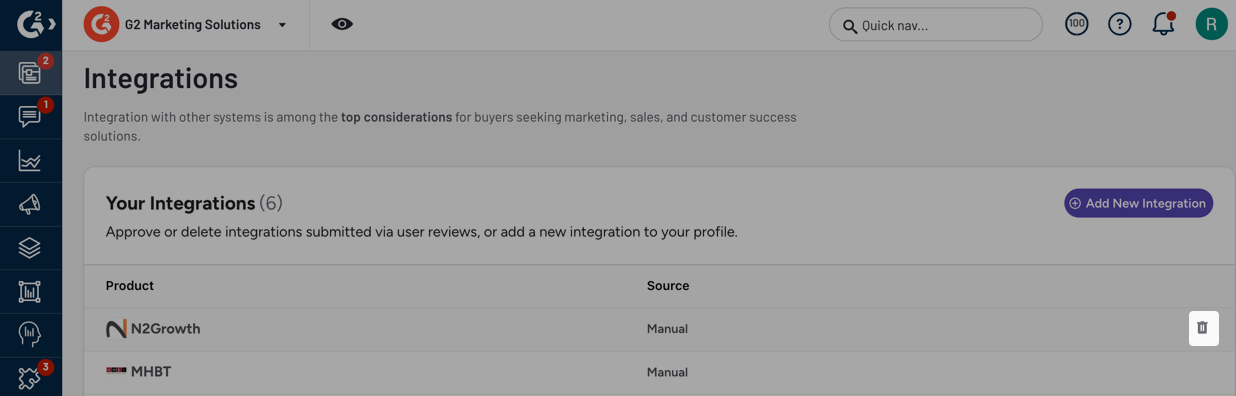 G2
G2 G2 Marketing Solutions
Quick nav...
100
?
R
2
1
3
Integrations
Integration with other systems is among the top considerations for buyers seeking marketing, sales, and customer success
solutions.
Your Integrations (6)
Add New Integration
Approve or delete integrations submitted via user reviews, or add a new integration to your profile.
Product Source
N2Growth Manual
MHBT Manual